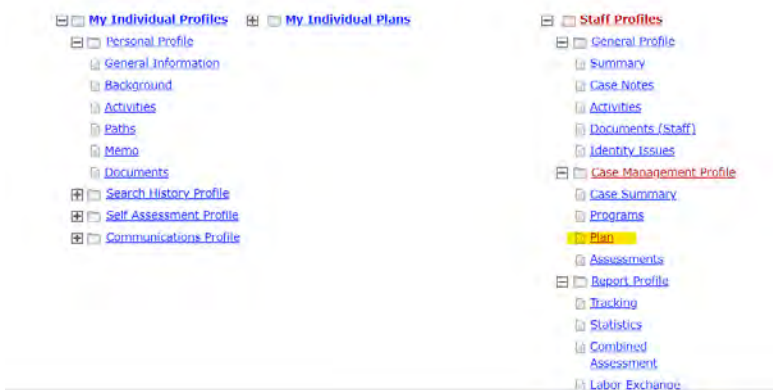 My Individual Profiles
Personal Profile
General Information
Background
Activities
Paths
Memo
Documents
Search History Profile
Self Assessment Profile
Communications Profile
My Individual Plans
Staff Profiles
General Profile
Summary
Case Notes
Activities
Documents (Staff)
Identity Issues
Case Management Profile
Case Summary
Programs
Plan
Assessments
Report Profile
Tracking
Statistics
Combined
Assessment
Labor Exchange